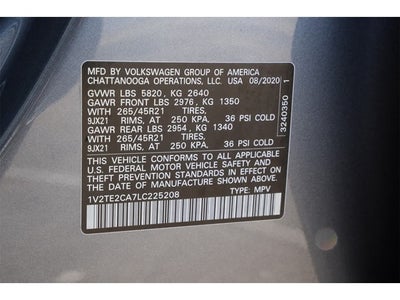 MFD BY VOLKSWAGEN GROUP OF AMERICA
CHATTANOOGA OPERATIONS, LLC. USA 08/2020
GVWR LBS 5820, KG 2640
GAWR FRONT LBS 2976, KG 1350
WITH 265/45R21 TIRES.
9JX21 RIMS, AT 250 KPA. 36 PSI COLD
GAWR REAR LBS 2954, KG 1340
WITH 265/45R21 TIRES.
9JX21 RIMS, AT 250 KPA. 36 PSI COLD
THIS VEHICLE CONFORMS TO ALL APPLICABLE
U.S. FEDERAL MOTOR VEHICLE SAFETY AND
THEFT PREVENTION STANDARDS IN EFFECT ON THE
DATE OF MANUFACTURE SHOWN ABOVE.
1V2TE2CA7LC225208 TYPE: MPV
3240350 1